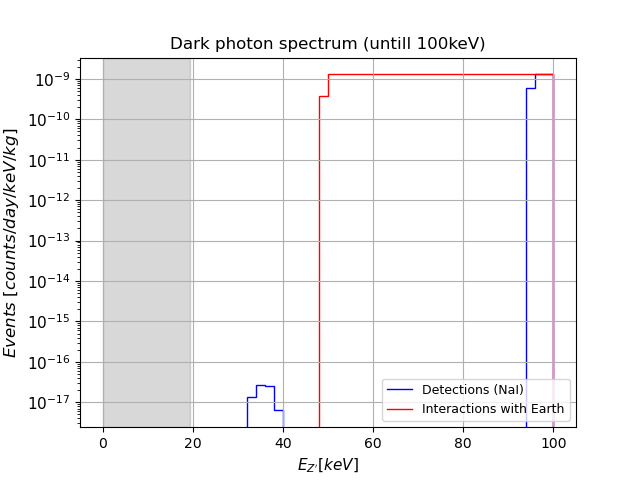 Dark photon spectrum (untill 100keV)
Events [counts/day/keV/kg]
10⁻⁹
10⁻¹⁰
10⁻¹¹
10⁻¹²
10⁻¹³
10⁻¹⁴
10⁻¹⁵
10⁻¹⁶
10⁻¹⁷
Detections (NaI)
Interactions with Earth
0 20 40 60 80 100
E_{Z'}[keV]